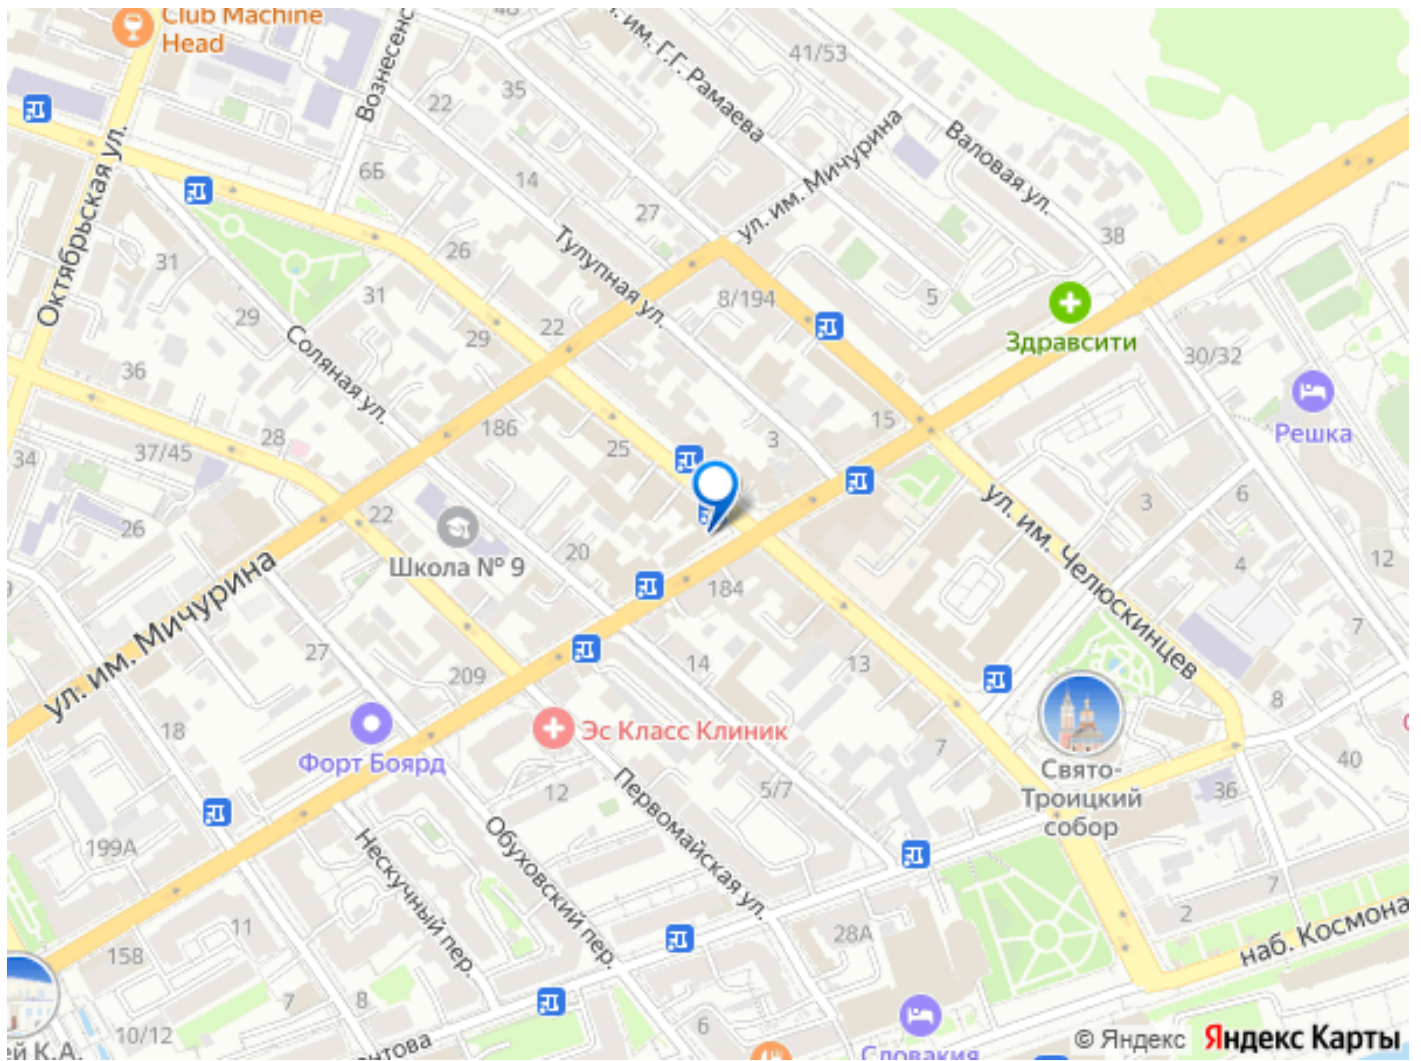 Club Machine
Head
41/53
ул. им. Г.Г. Рамаева
35
22
Октябрьская ул.
6Б
14
ул. им. Мичурина
Валовая ул.
27
38
26
31
Тулупная ул.
31
8/194
5
29
22
29
Соляная ул.
Здравсити
30/32
36
Решка
186
28
37/45
25
3
15
34
6
3
ул. им. Челюскинцев
26
22
Школа № 9
20
4
12
184
ул. им. Мичурина
7
27
209
14
13
8
18
Форт Боярд
Эс Класс Клиник
7
Свято-
Троицкий
собор
40
12
5/7
36
199А
Первомайская ул.
Нескучный пер.
Обуховский пер.
7
11
2
28А
158
7
8
10/12
6
Словакия
© Яндекс Яндекс Карты